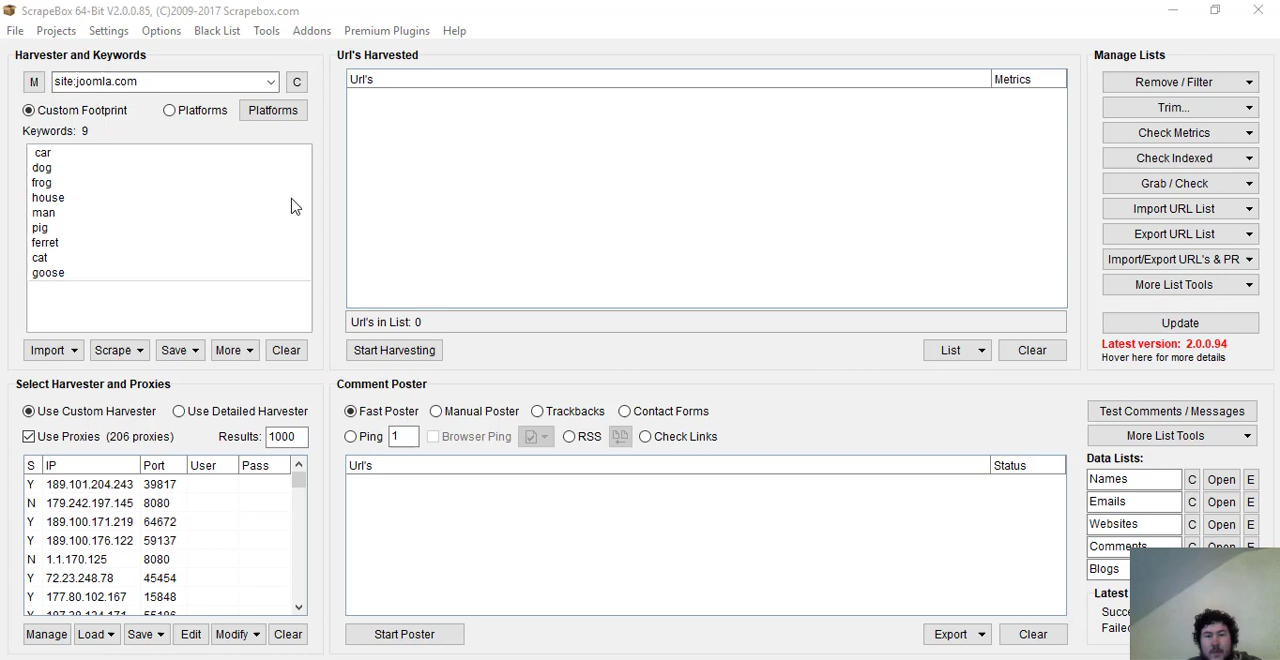 ScrapeBox 64-Bit V2.0.0.85, (C)2009-2017 Scrapebox.com
File Projects Settings Options Black List Tools Addons Premium Plugins Help
Harvester and Keywords
M site:joomla.com C
Custom Footprint Platforms Platforms
Keywords: 9
car
dog
frog
house
man
pig
ferret
cat
goose
Import Scrape Save More Clear
Url's Harvested
Url's Metrics
Url's in List: 0
Start Harvesting List Clear
Manage Lists
Remove / Filter
Trim...
Check Metrics
Check Indexed
Grab / Check
Import URL List
Export URL List
Import/Export URL's & PR
More List Tools
Update
Latest version: 2.0.0.94
Hover here for more details
Select Harvester and Proxies
Use Custom Harvester Use Detailed Harvester
Use Proxies (206 proxies) Results: 1000
S IP Port User Pass
Y 189.101.204.243 39817
N 179.242.197.145 8080
Y 189.100.171.219 64672
Y 189.100.176.122 59137
N 1.1.170.125 8080
Y 72.23.248.78 45454
Y 177.80.102.167 15848
Manage Load Save Edit Modify Clear
Comment Poster
Fast Poster Manual Poster Trackbacks Contact Forms
Ping 1 Browser Ping RSS Check Links
Url's Status
Start Poster Export Clear
Test Comments / Messages
More List Tools
Data Lists:
Names C Open E
Emails C Open E
Websites C Open E
Comments C Open E
Blogs
Latest